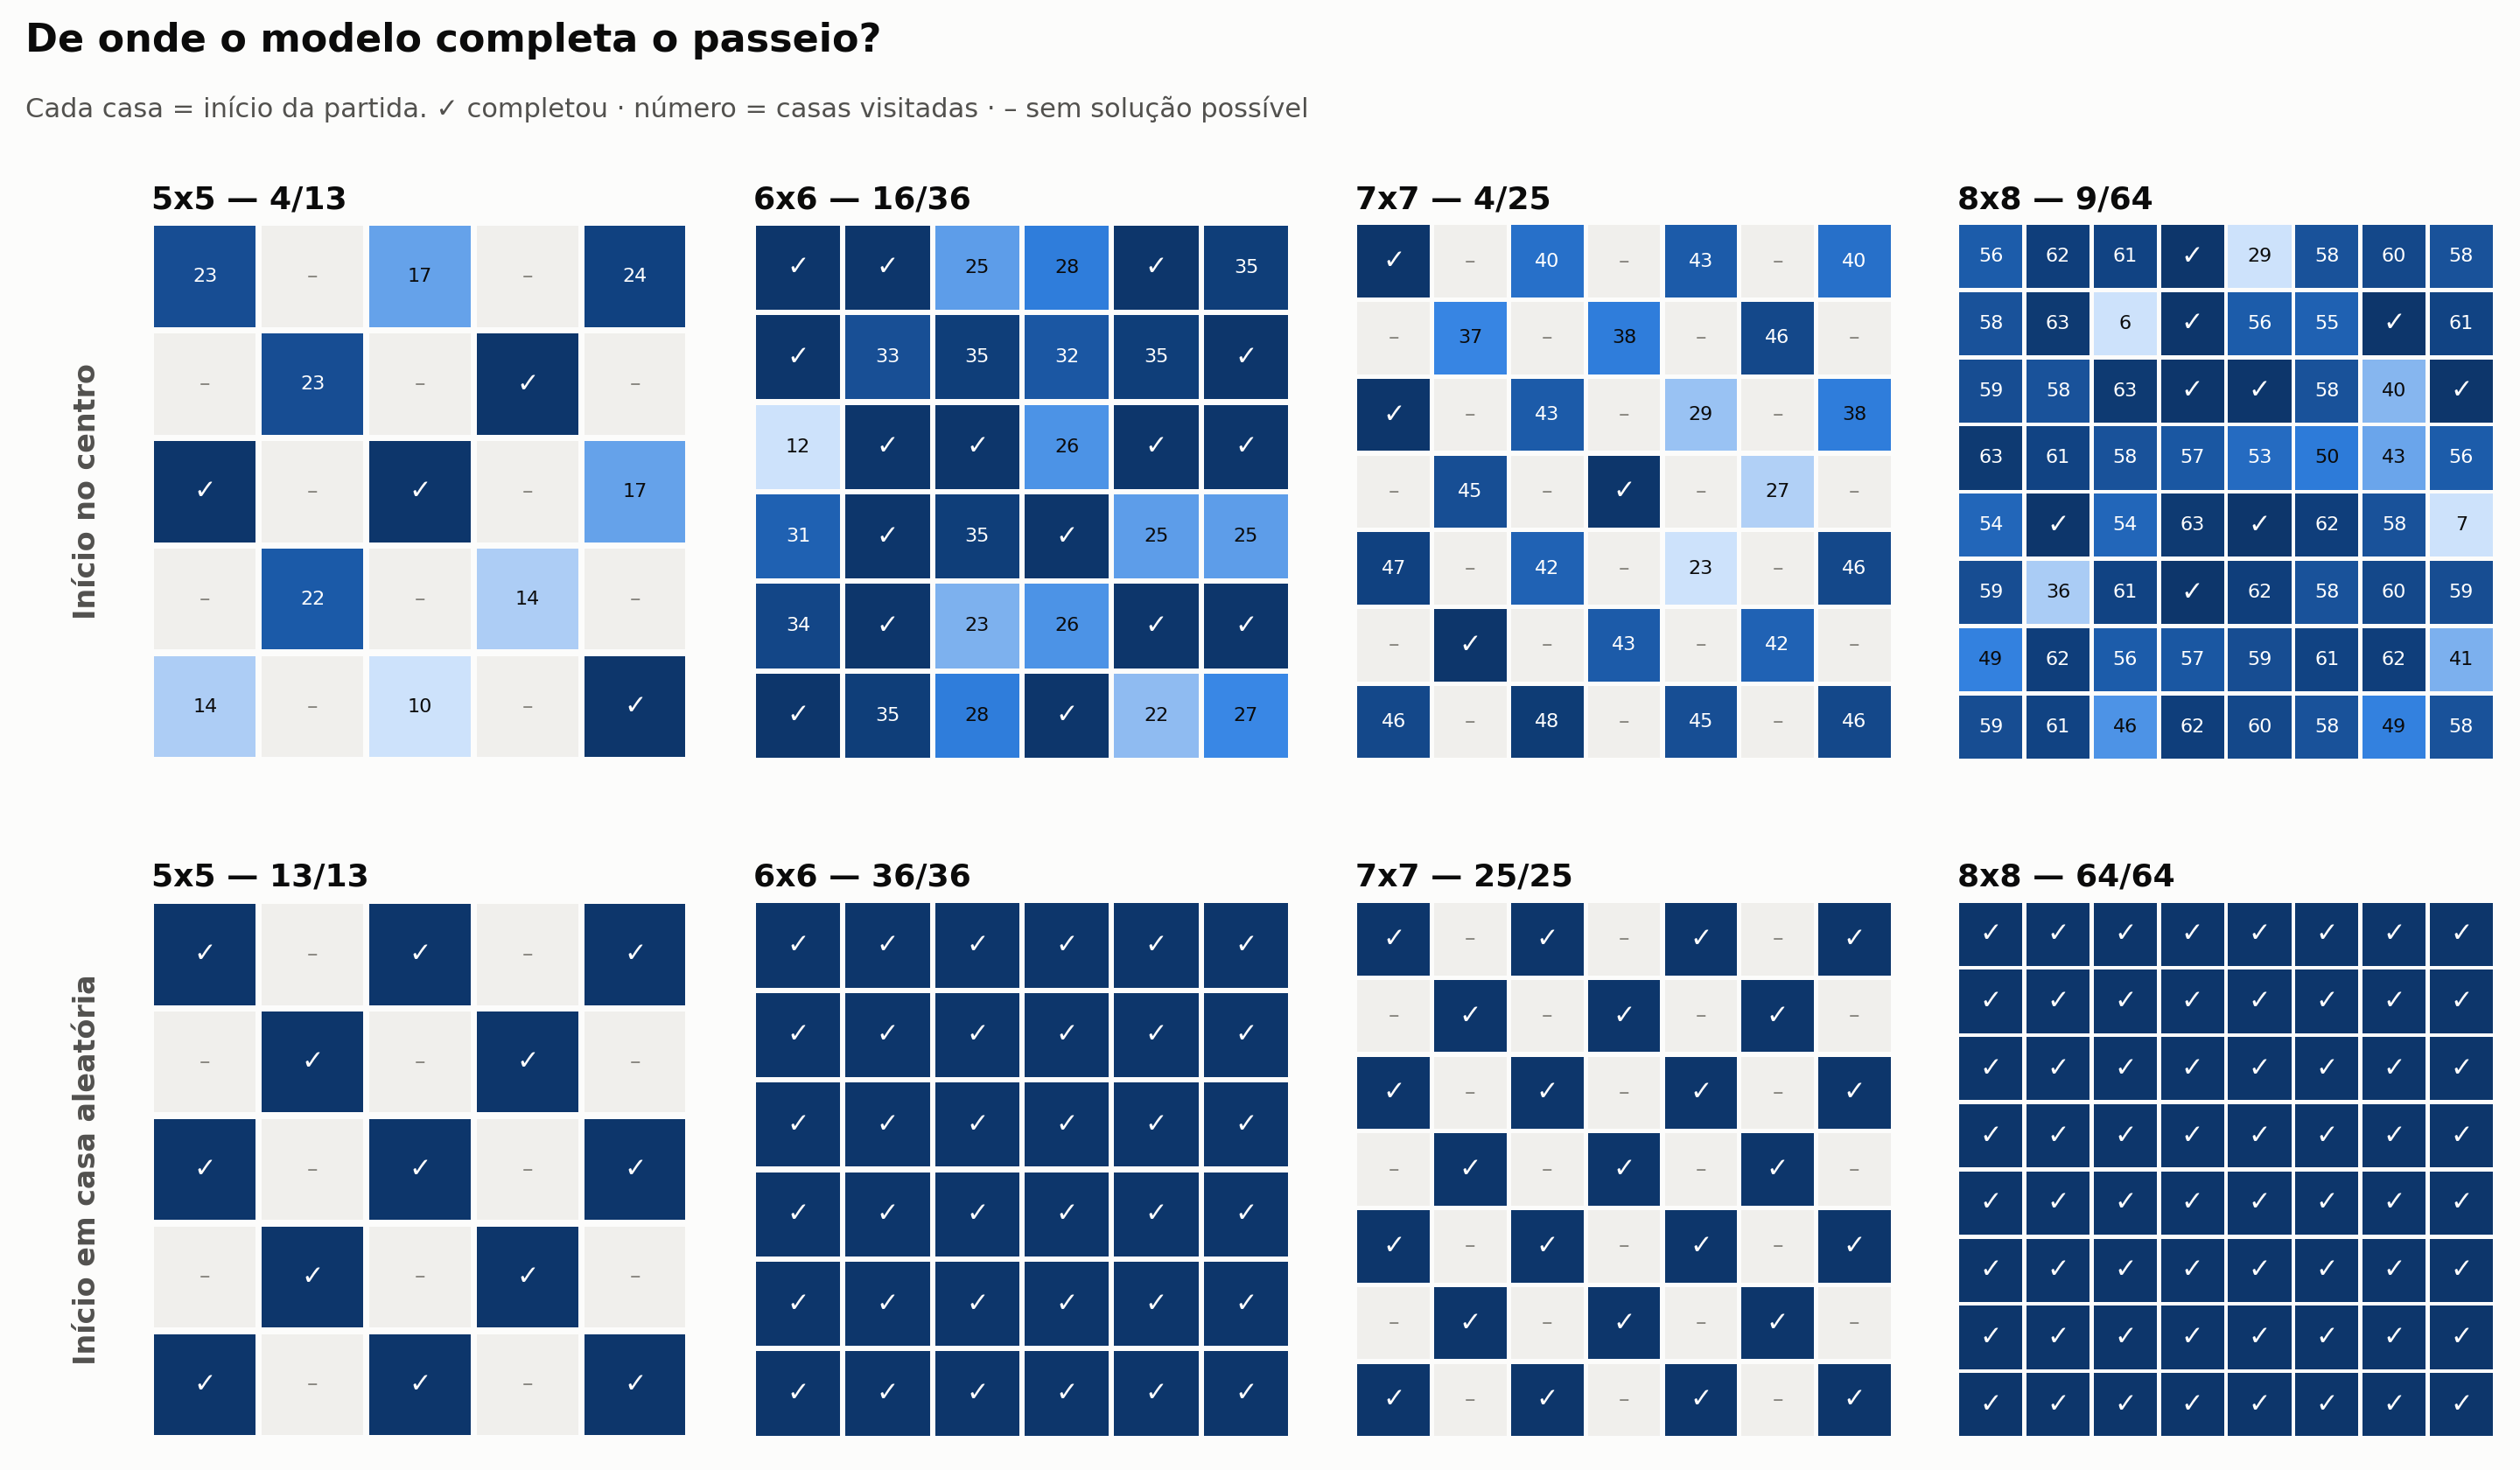 De onde o modelo completa o passeio?
Cada casa = início da partida. ✓ completou · número = casas visitadas · – sem solução possível
Início no centro
5x5 — 4/13
23 – 17 – 24
– 23 – ✓ –
✓ – ✓ – 17
– 22 – 14 –
14 – 10 – ✓
6x6 — 16/36
✓ ✓ 25 28 ✓ 35
✓ 33 35 32 35 ✓
12 ✓ ✓ 26 ✓ ✓
31 ✓ 35 ✓ 25 25
34 ✓ 23 26 ✓ ✓
✓ 35 28 ✓ 22 27
7x7 — 4/25
✓ – 40 – 43 – 40
– 37 – 38 – 46 –
✓ – 43 – 29 – 38
– 45 – ✓ – 27 –
47 – 42 – 23 – 46
– ✓ – 43 – 42 –
46 – 48 – 45 – 46
8x8 — 9/64
56 62 61 ✓ 29 58 60 58
58 63 6 ✓ 56 55 ✓ 61
59 58 63 ✓ ✓ 58 40 ✓
63 61 58 57 53 50 43 56
54 ✓ 54 63 ✓ 62 58 7
59 36 61 ✓ 62 58 60 59
49 62 56 57 59 61 62 41
59 61 46 62 60 58 49 58
Início em casa aleatória
5x5 — 13/13
✓ – ✓ – ✓
– ✓ – ✓ –
✓ – ✓ – ✓
– ✓ – ✓ –
✓ – ✓ – ✓
6x6 — 36/36
✓ ✓ ✓ ✓ ✓ ✓
✓ ✓ ✓ ✓ ✓ ✓
✓ ✓ ✓ ✓ ✓ ✓
✓ ✓ ✓ ✓ ✓ ✓
✓ ✓ ✓ ✓ ✓ ✓
✓ ✓ ✓ ✓ ✓ ✓
7x7 — 25/25
✓ – ✓ – ✓ – ✓
– ✓ – ✓ – ✓ –
✓ – ✓ – ✓ – ✓
– ✓ – ✓ – ✓ –
✓ – ✓ – ✓ – ✓
– ✓ – ✓ – ✓ –
✓ – ✓ – ✓ – ✓
8x8 — 64/64
✓ ✓ ✓ ✓ ✓ ✓ ✓ ✓
✓ ✓ ✓ ✓ ✓ ✓ ✓ ✓
✓ ✓ ✓ ✓ ✓ ✓ ✓ ✓
✓ ✓ ✓ ✓ ✓ ✓ ✓ ✓
✓ ✓ ✓ ✓ ✓ ✓ ✓ ✓
✓ ✓ ✓ ✓ ✓ ✓ ✓ ✓
✓ ✓ ✓ ✓ ✓ ✓ ✓ ✓
✓ ✓ ✓ ✓ ✓ ✓ ✓ ✓